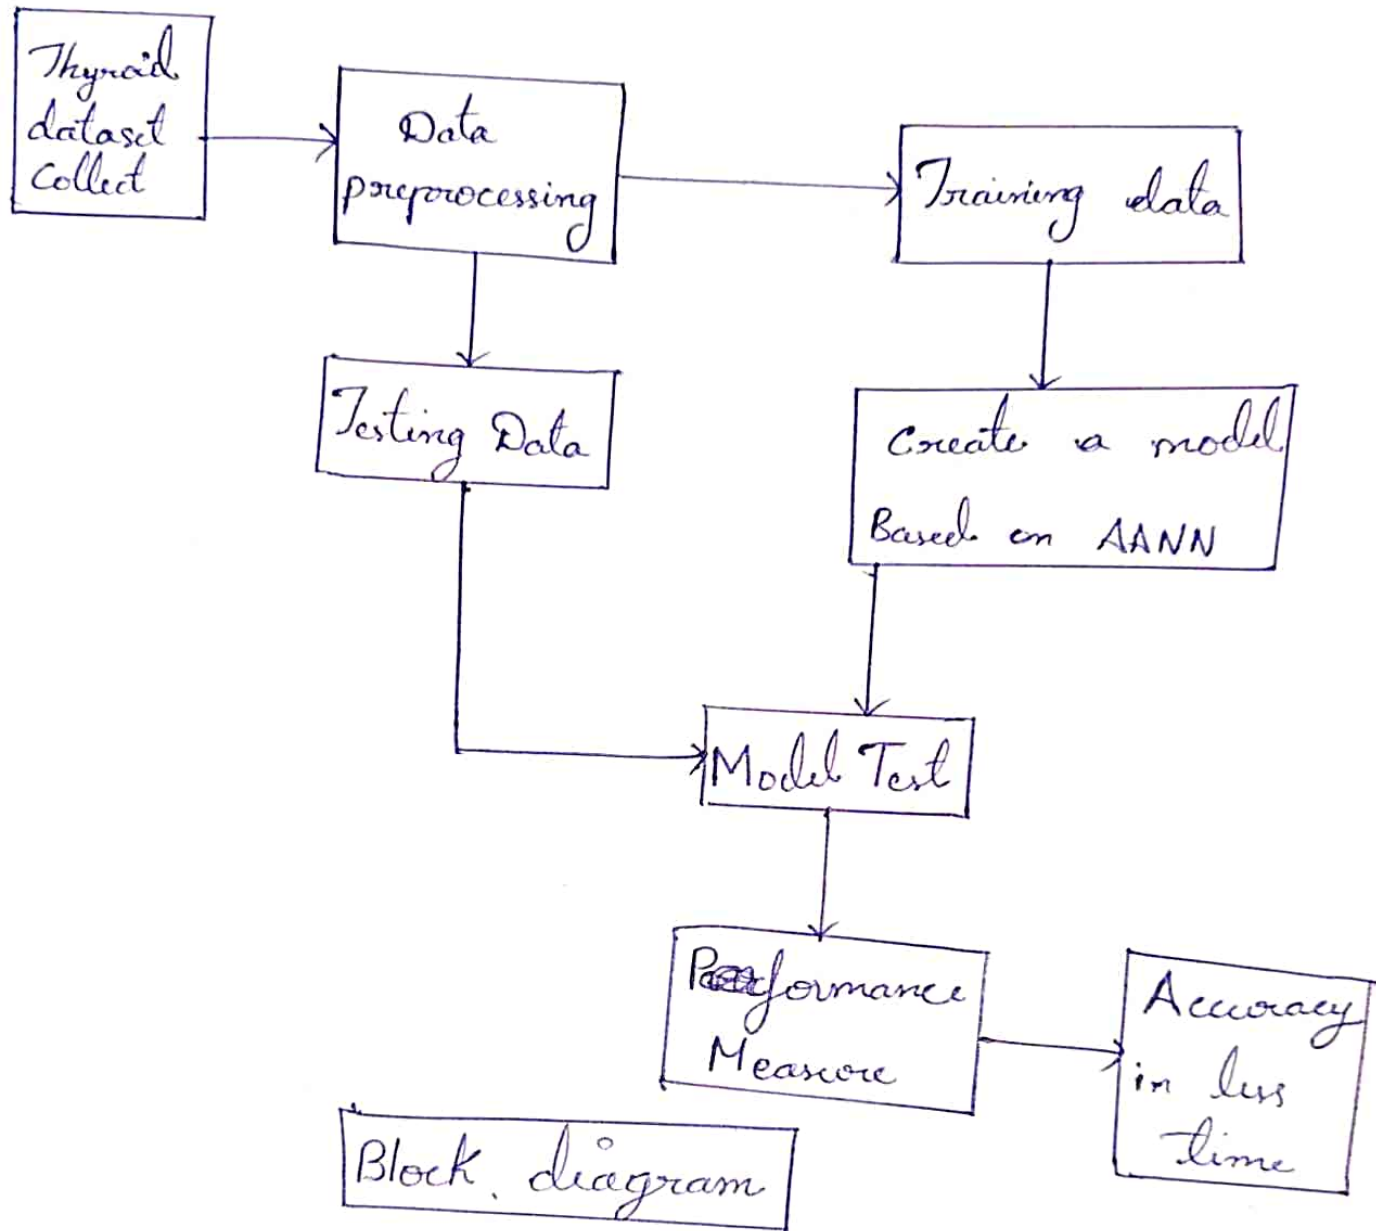 Thyroid
dataset
Collect
Data
preprocessing
Training data
Testing Data
Create a model
Based on AANN
Model Test
Performance
Measure
Accuracy
in less
time
Block diagram